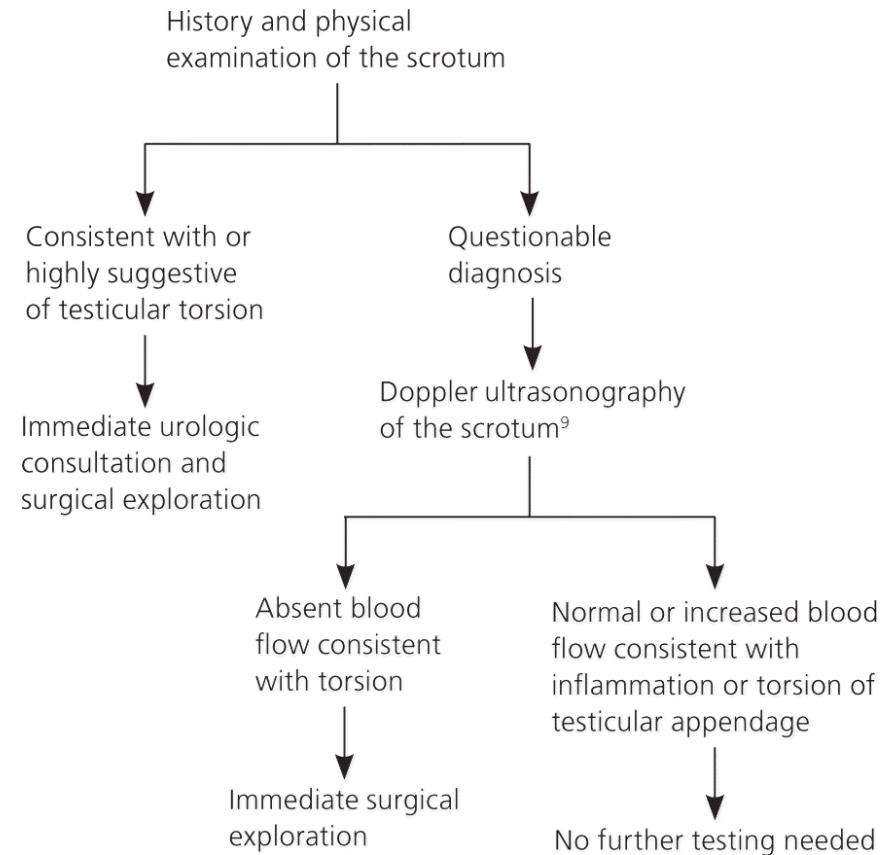 History and physical
examination of the scrotum
Consistent with or
highly suggestive
of testicular torsion
Questionable
diagnosis
Immediate urologic
consultation and
surgical exploration
Doppler ultrasonography
of the scrotum⁹
Absent blood
flow consistent
with torsion
Normal or increased blood
flow consistent with
inflammation or torsion of
testicular appendage
Immediate surgical
exploration
No further testing needed